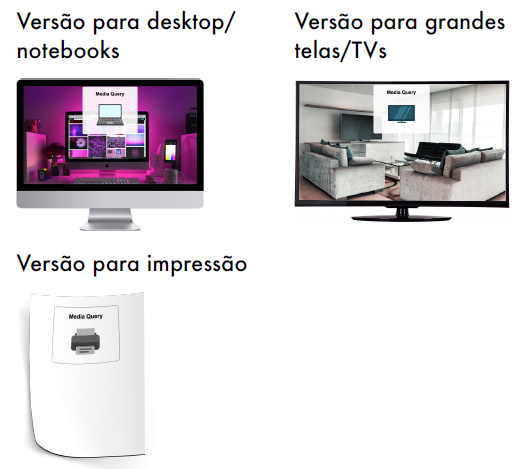 Versão para desktop/
notebooks
Media Query
Versão para grandes
telas/TVs
Media Query
Versão para impressão
Media Query